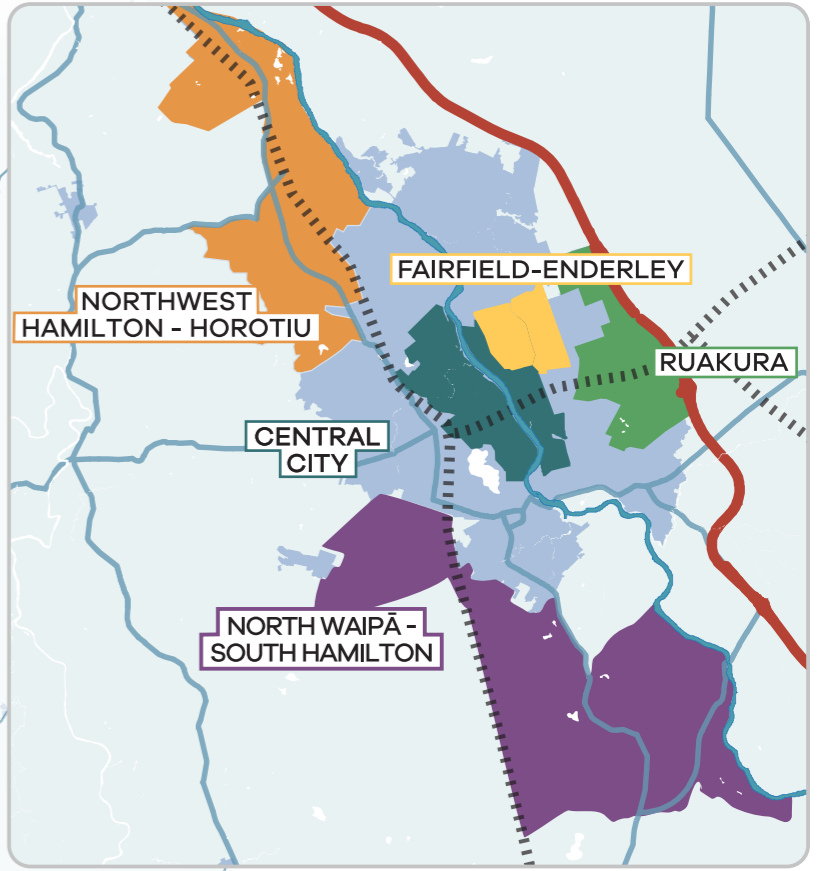 FAIRFIELD-ENDERLEY
NORTHWEST
HAMILTON - HOROTIU
RUAKURA
CENTRAL
CITY
NORTH WAIPĀ -
SOUTH HAMILTON